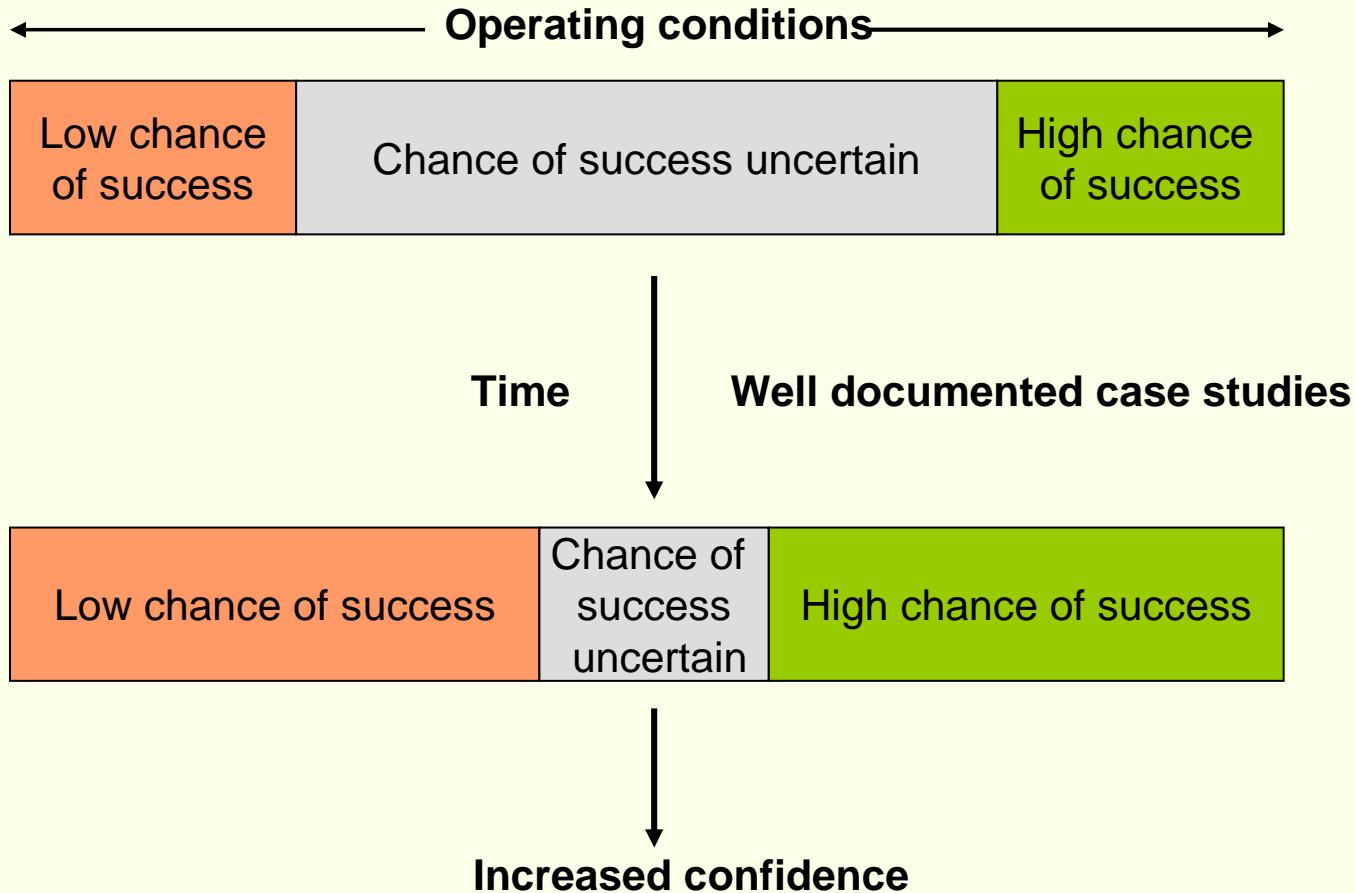 Operating conditions
Low chance
of success
Chance of success uncertain
High chance
of success
Time
Well documented case studies
Low chance of success
Chance of
success
uncertain
High chance of success
Increased confidence